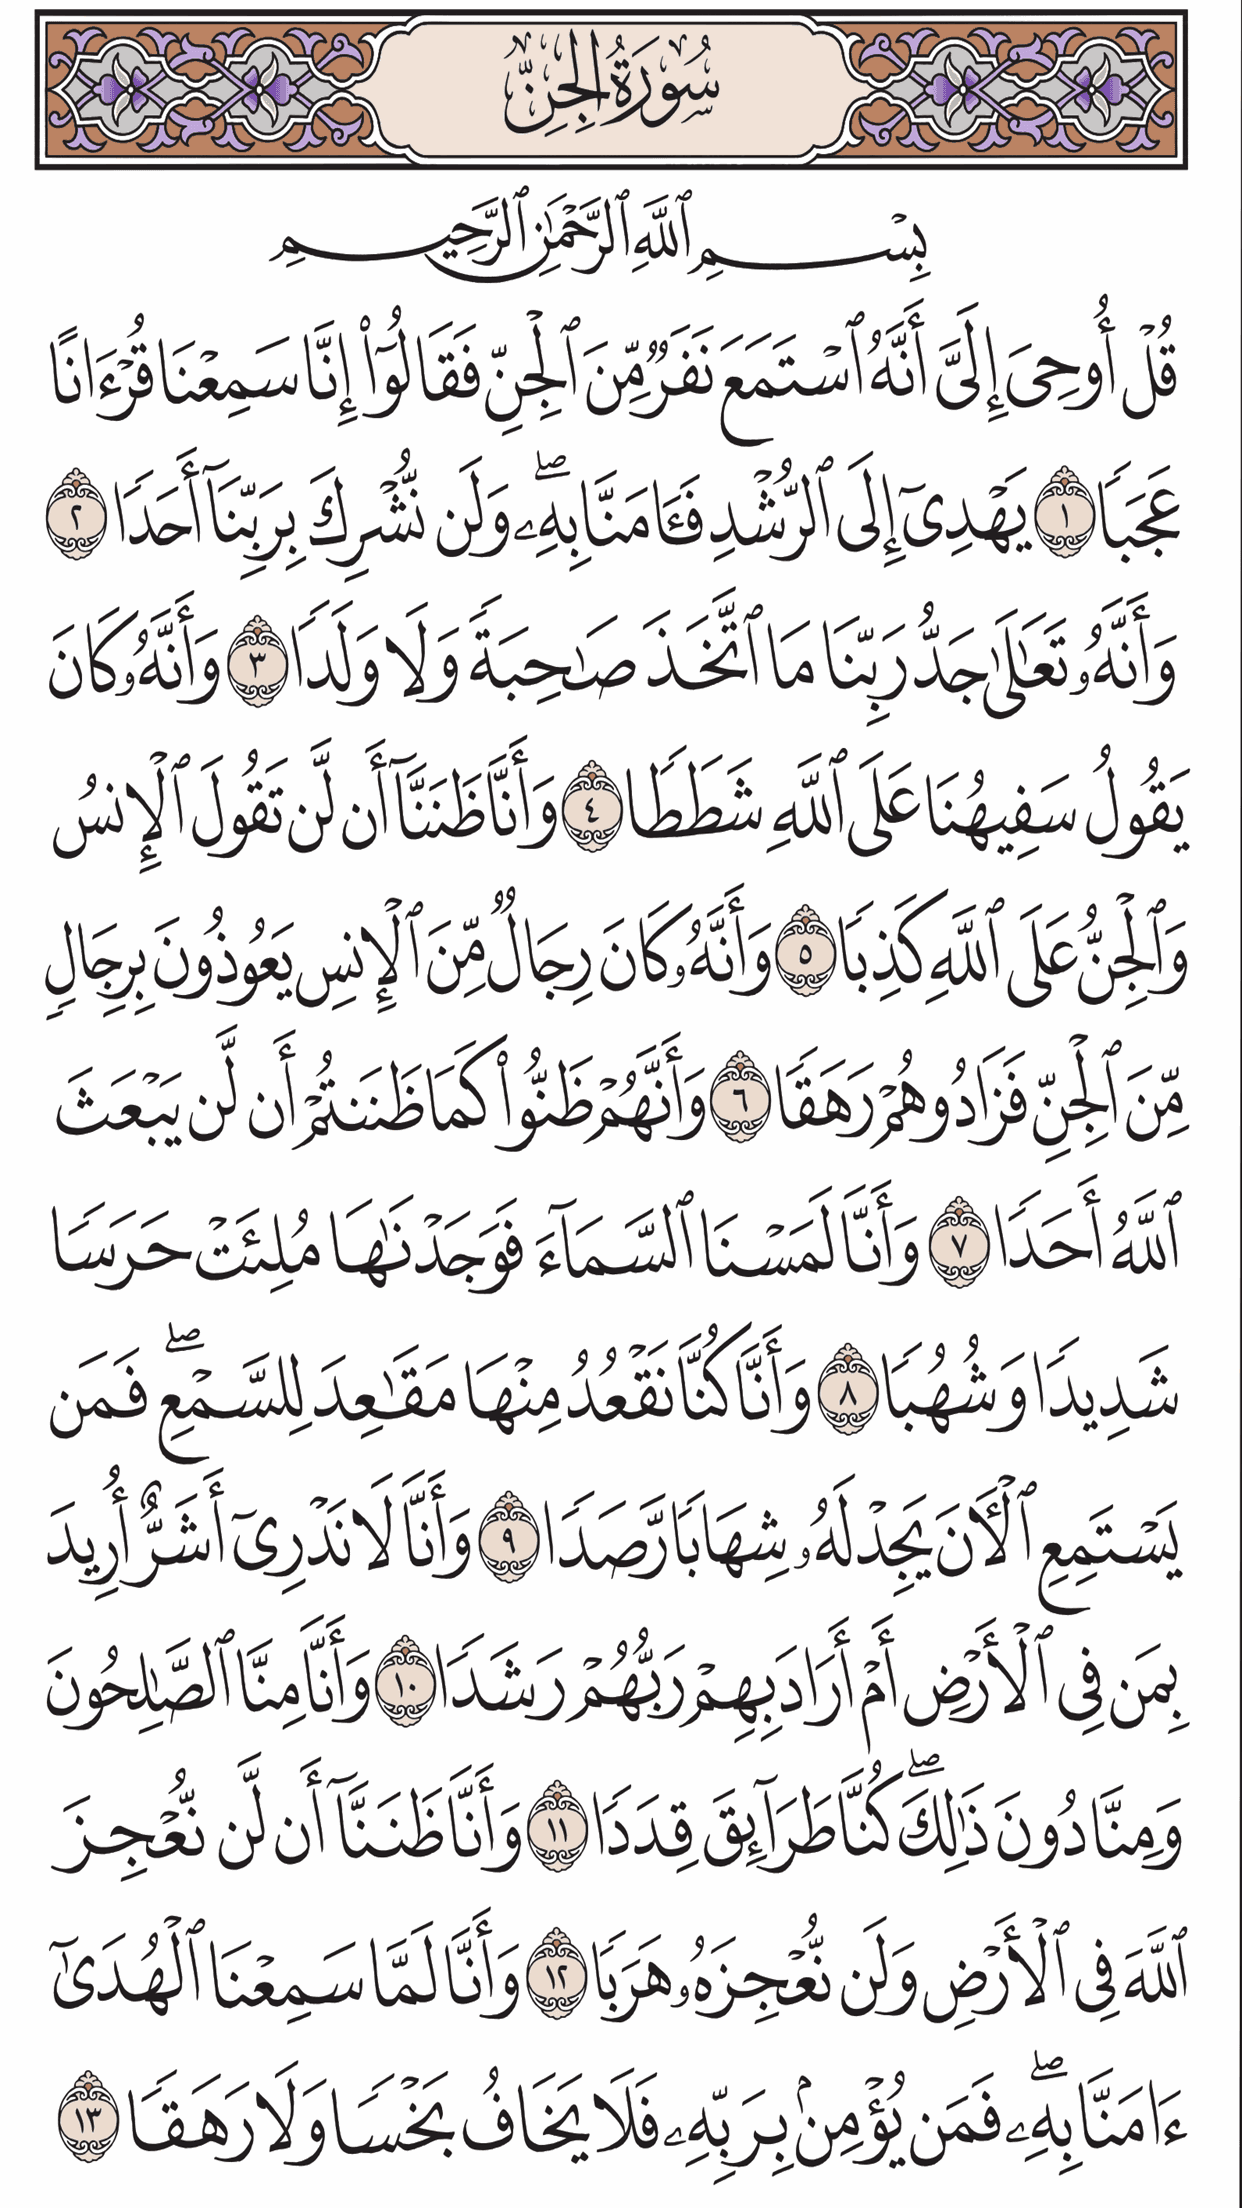 سُورَةُ الجِنِّ
بِسْمِ ٱللَّهِ ٱلرَّحْمَٰنِ ٱلرَّحِيمِ
قُلْ أُوحِىَ إِلَىَّ أَنَّهُ ٱسْتَمَعَ نَفَرٌ مِّنَ ٱلْجِنِّ فَقَالُوٓا۟ إِنَّا سَمِعْنَا قُرْءَانًا
عَجَبًا ١ يَهْدِىٓ إِلَى ٱلرُّشْدِ فَـَٔامَنَّا بِهِۦۖ وَلَن نُّشْرِكَ بِرَبِّنَآ أَحَدًا ٢
وَأَنَّهُۥ تَعَٰلَىٰ جَدُّ رَبِّنَا مَا ٱتَّخَذَ صَٰحِبَةً وَلَا وَلَدًا ٣ وَأَنَّهُۥ كَانَ
يَقُولُ سَفِيهُنَا عَلَى ٱللَّهِ شَطَطًا ٤ وَأَنَّا ظَنَنَّآ أَن لَّن تَقُولَ ٱلْإِنسُ
وَٱلْجِنُّ عَلَى ٱللَّهِ كَذِبًا ٥ وَأَنَّهُۥ كَانَ رِجَالٌ مِّنَ ٱلْإِنسِ يَعُوذُونَ بِرِجَالٍ
مِّنَ ٱلْجِنِّ فَزَادُوهُمْ رَهَقًا ٦ وَأَنَّهُمْ ظَنُّوا۟ كَمَا ظَنَنتُمْ أَن لَّن يَبْعَثَ
ٱللَّهُ أَحَدًا ٧ وَأَنَّا لَمَسْنَا ٱلسَّمَآءَ فَوَجَدْنَٰهَا مُلِئَتْ حَرَسًا
شَدِيدًا وَشُهُبًا ٨ وَأَنَّا كُنَّا نَقْعُدُ مِنْهَا مَقَٰعِدَ لِلسَّمْعِۖ فَمَن
يَسْتَمِعِ ٱلْـَٔانَ يَجِدْ لَهُۥ شِهَابًا رَّصَدًا ٩ وَأَنَّا لَا نَدْرِىٓ أَشَرٌّ أُرِيدَ
بِمَن فِى ٱلْأَرْضِ أَمْ أَرَادَ بِهِمْ رَبُّهُمْ رَشَدًا ١٠ وَأَنَّا مِنَّا ٱلصَّٰلِحُونَ
وَمِنَّا دُونَ ذَٰلِكَۖ كُنَّا طَرَآئِقَ قِدَدًا ١١ وَأَنَّا ظَنَنَّآ أَن لَّن نُّعْجِزَ
ٱللَّهَ فِى ٱلْأَرْضِ وَلَن نُّعْجِزَهُۥ هَرَبًا ١٢ وَأَنَّا لَمَّا سَمِعْنَا ٱلْهُدَىٰٓ
ءَامَنَّا بِهِۦۖ فَمَن يُؤْمِنۢ بِرَبِّهِۦ فَلَا يَخَافُ بَخْسًا وَلَا رَهَقًا ١٣